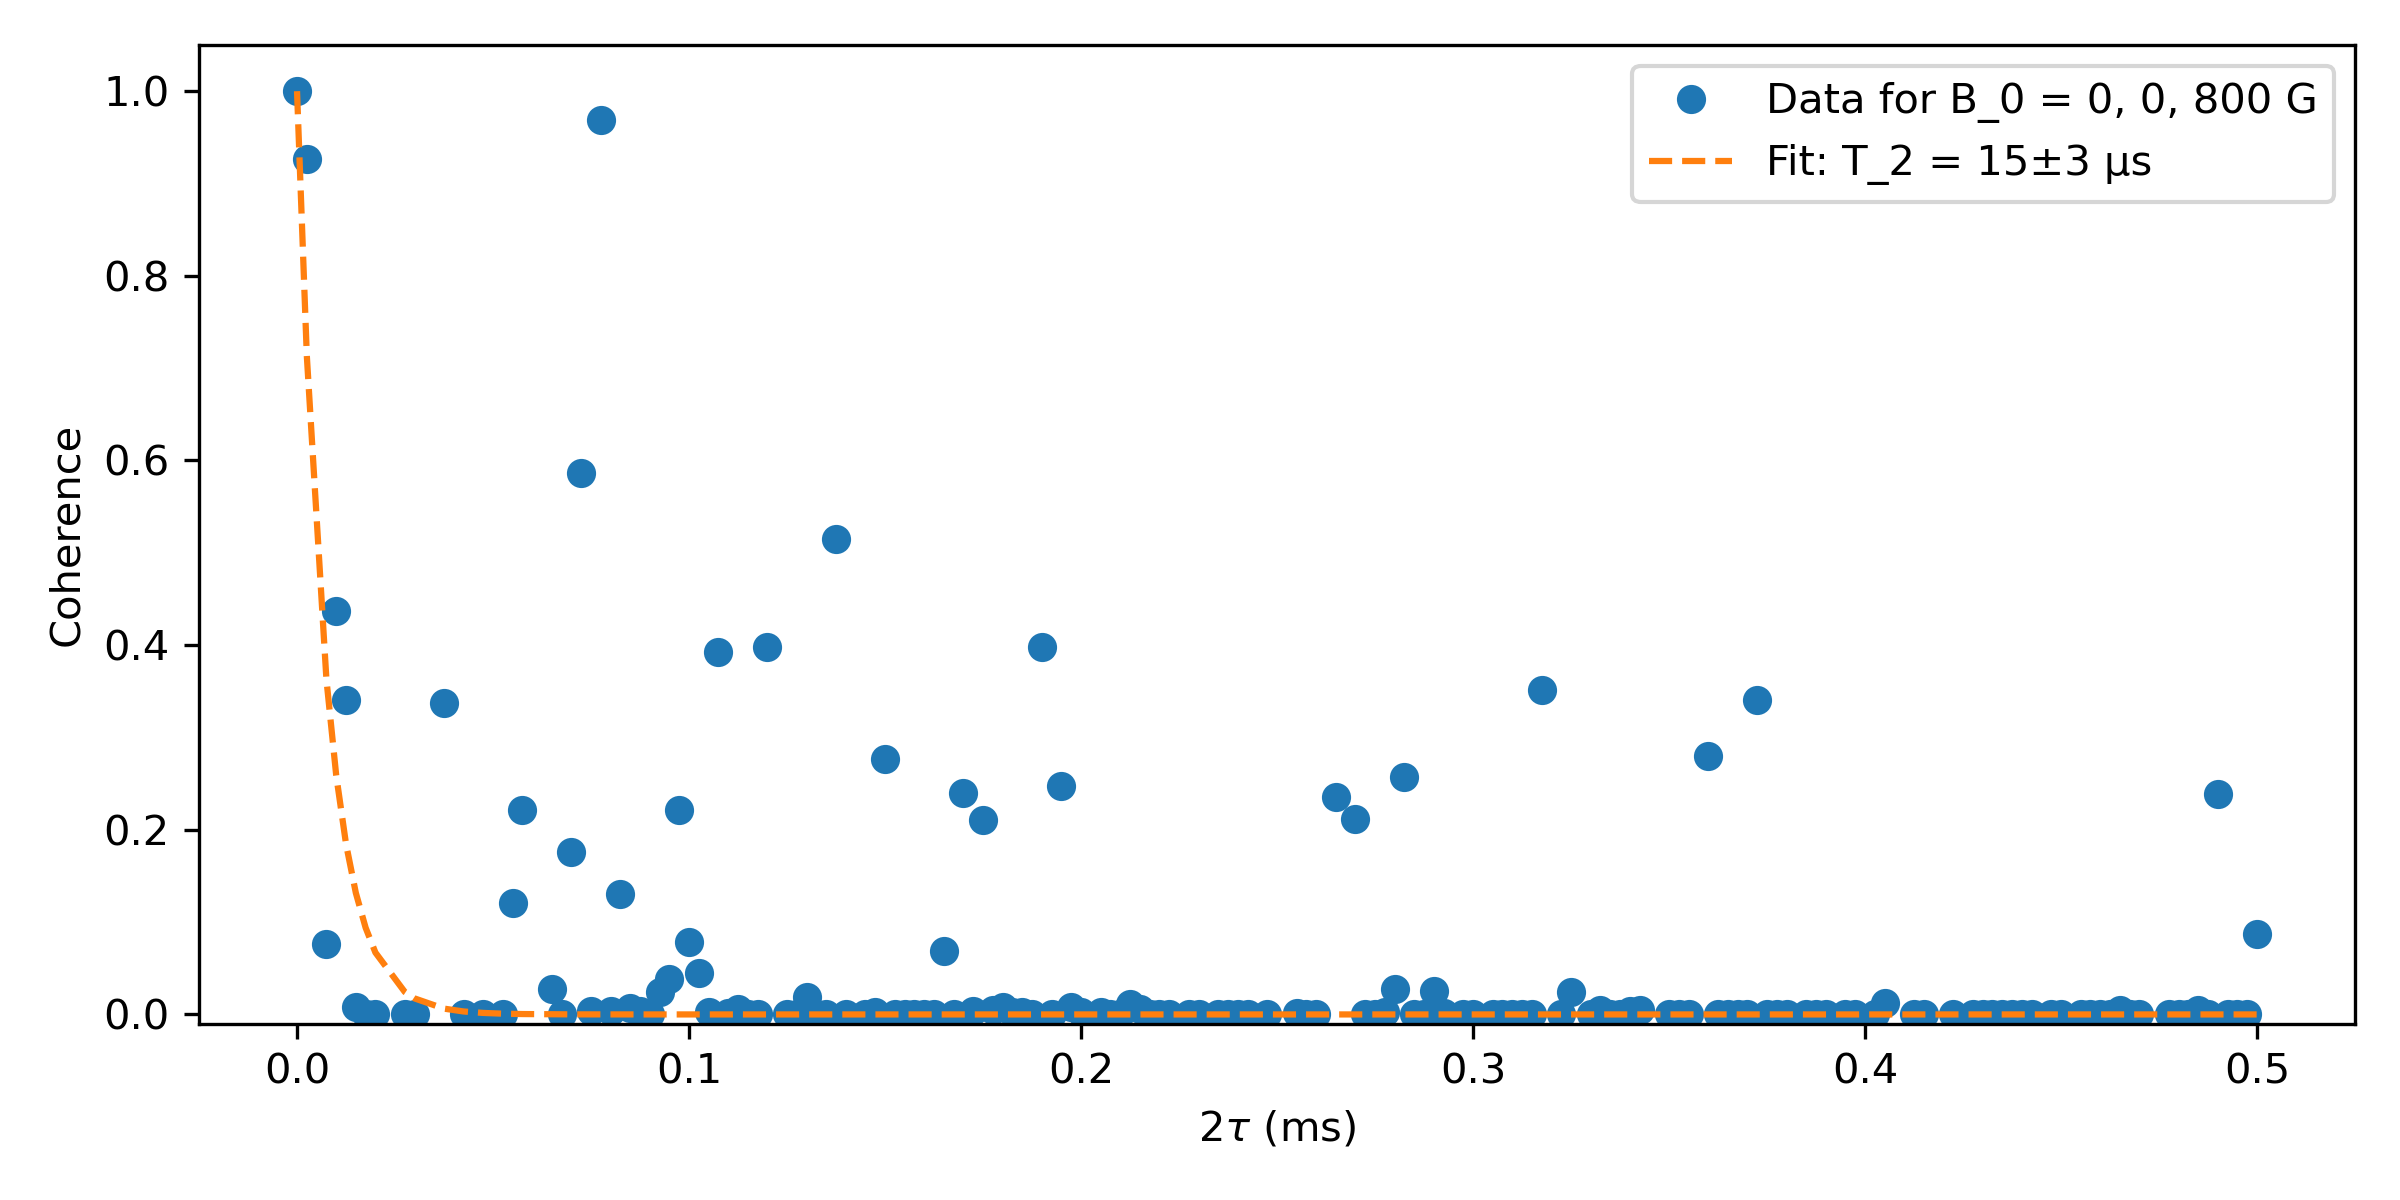 Data for B_0 = 0, 0, 800 G
Fit: T_2 = 15±3 µs
Coherence
1.0
0.8
0.6
0.4
0.2
0.0
0.0 0.1 0.2 0.3 0.4 0.5
2τ (ms)